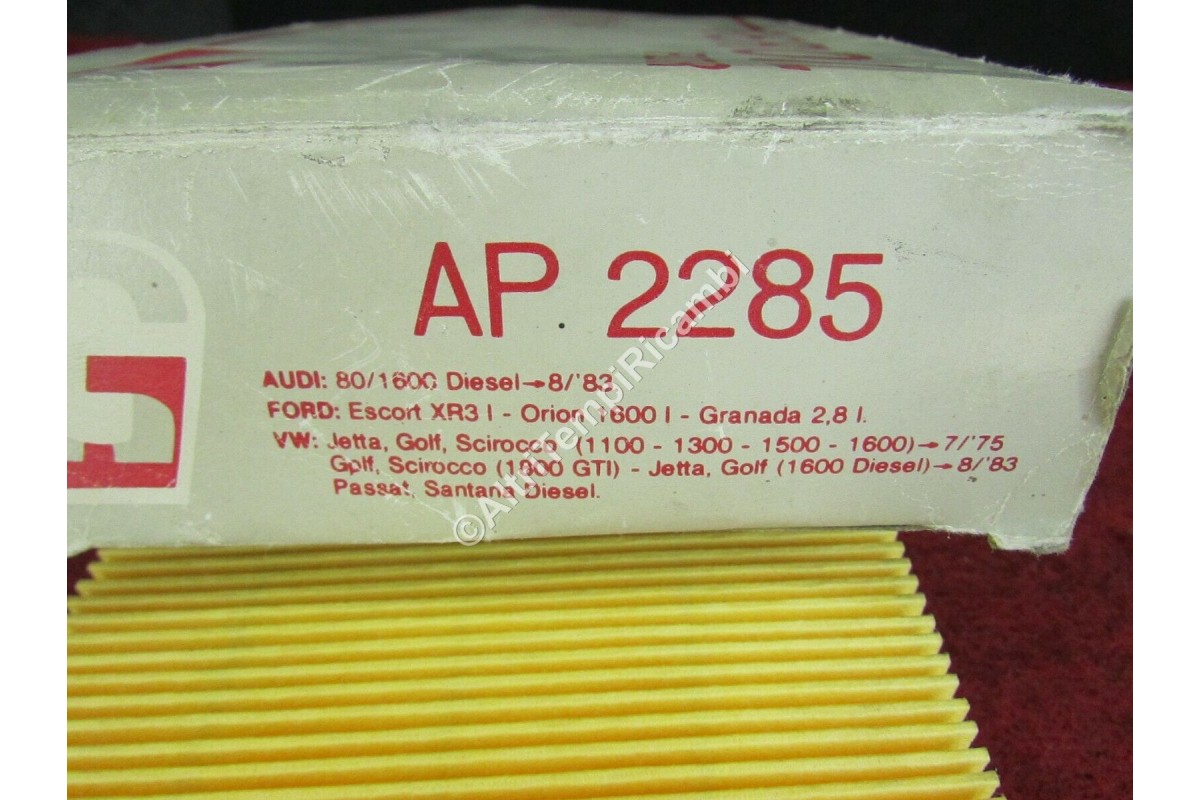 AP 2285
AUDI: 80/1600 Diesel→8/'83.
FORD: Escort XR3 I - Orion 1600 I - Granada 2,8 I.
VW: Jetta, Golf, Scirocco (1100 - 1300 - 1500 - 1600)→7/'75
Golf, Scirocco (1800 GTI) - Jetta, Golf (1600 Diesel)→8/'83
Passat, Santana Diesel.
©AltriTempiRicambi